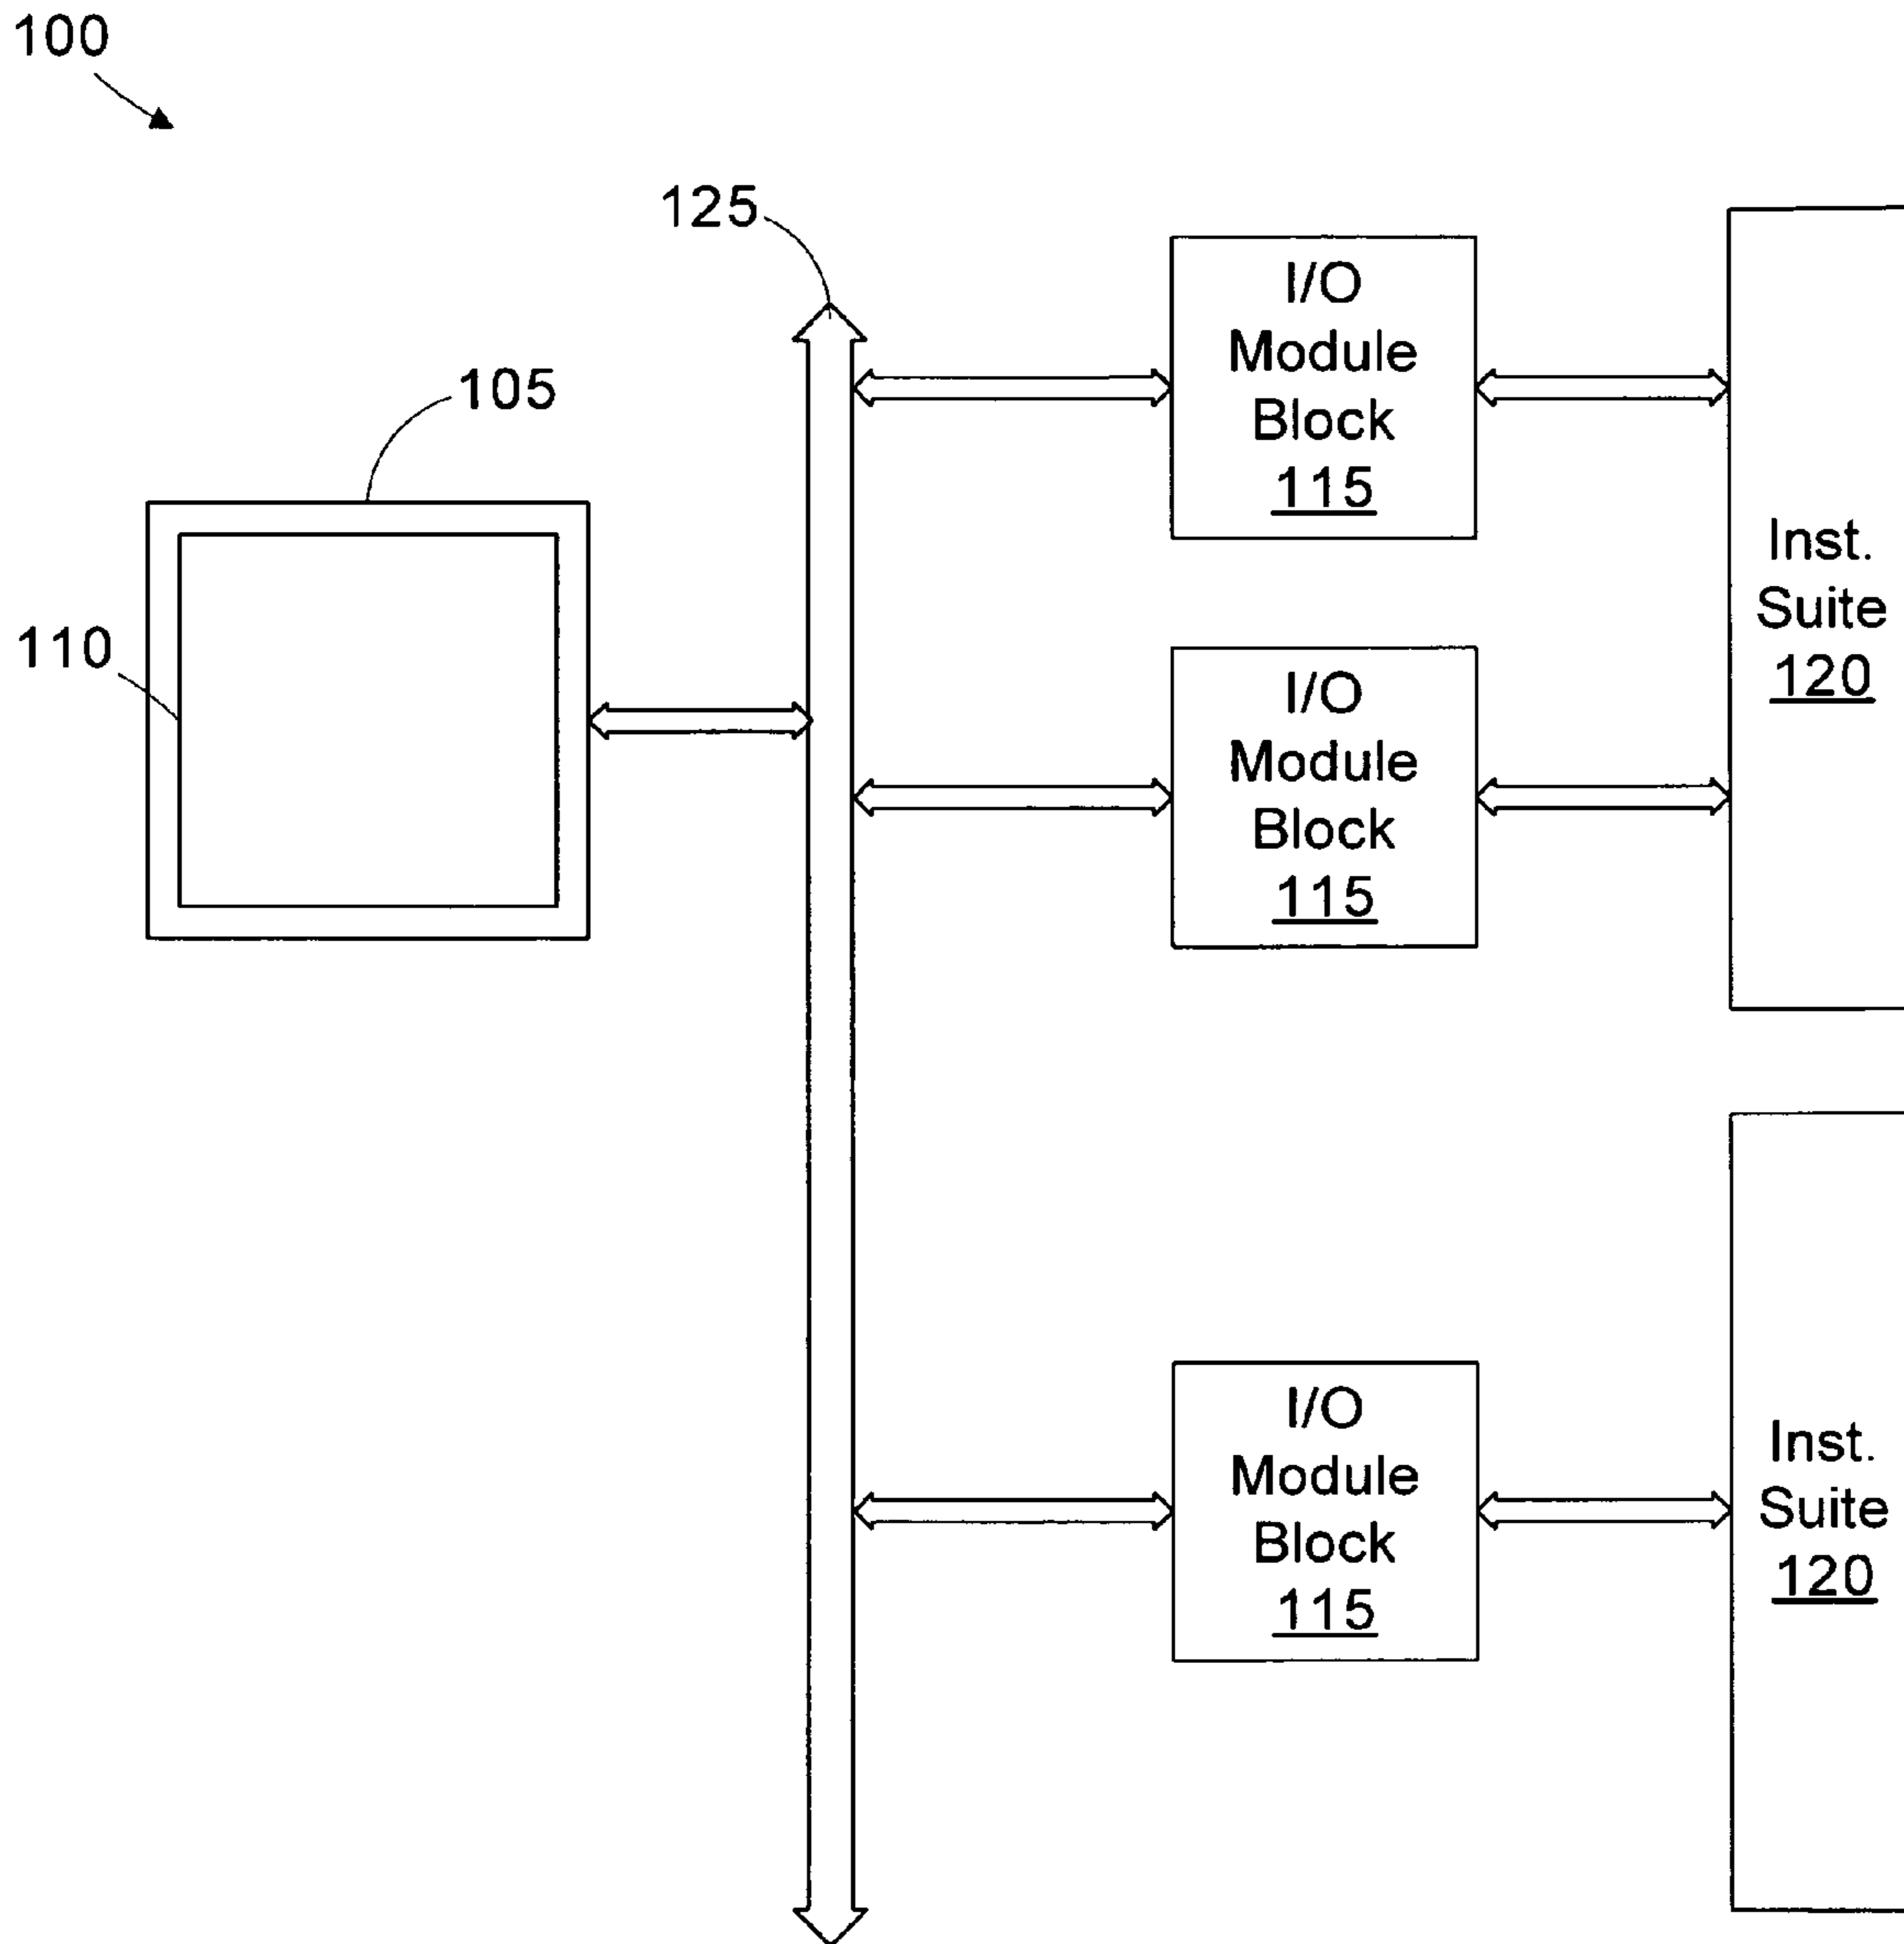 100
125
105
110
I/O
Module
Block
115
Inst.
Suite
120
I/O
Module
Block
115
I/O
Module
Block
115
Inst.
Suite
120